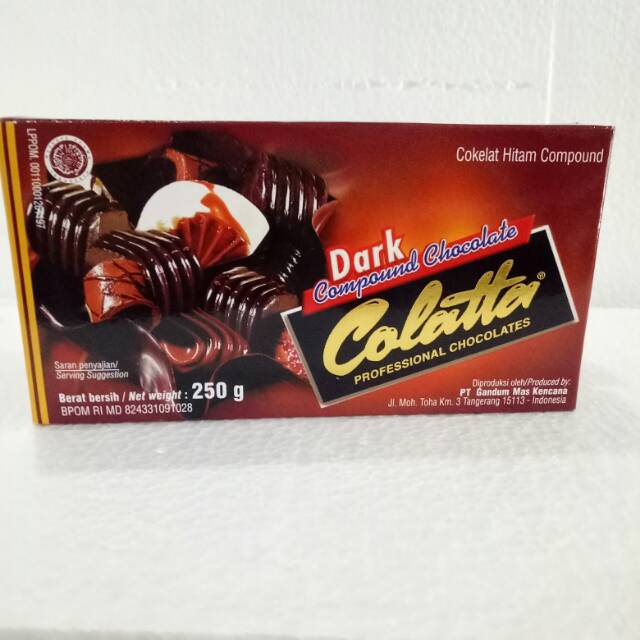 Cokelat Hitam Compound
Dark
Compound Chocolate
Colatta®
PROFESSIONAL CHOCOLATES
Saran penyajian/
Serving Suggestion
Berat bersih / Net weight : 250 g
BPOM RI MD 824331091028
Diproduksi oleh/Produced by:
PT Gandum Mas Kencana
Jl. Moh. Toha Km. 3 Tangerang 15113 - Indonesia
LPPOM